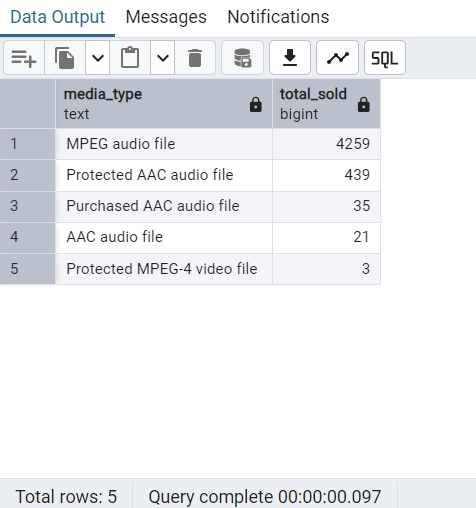 Data Output Messages Notifications
SQL
media_type total_sold
text bigint
1 MPEG audio file 4259
2 Protected AAC audio file 439
3 Purchased AAC audio file 35
4 AAC audio file 21
5 Protected MPEG-4 video file 3
Total rows: 5 Query complete 00:00:00.097